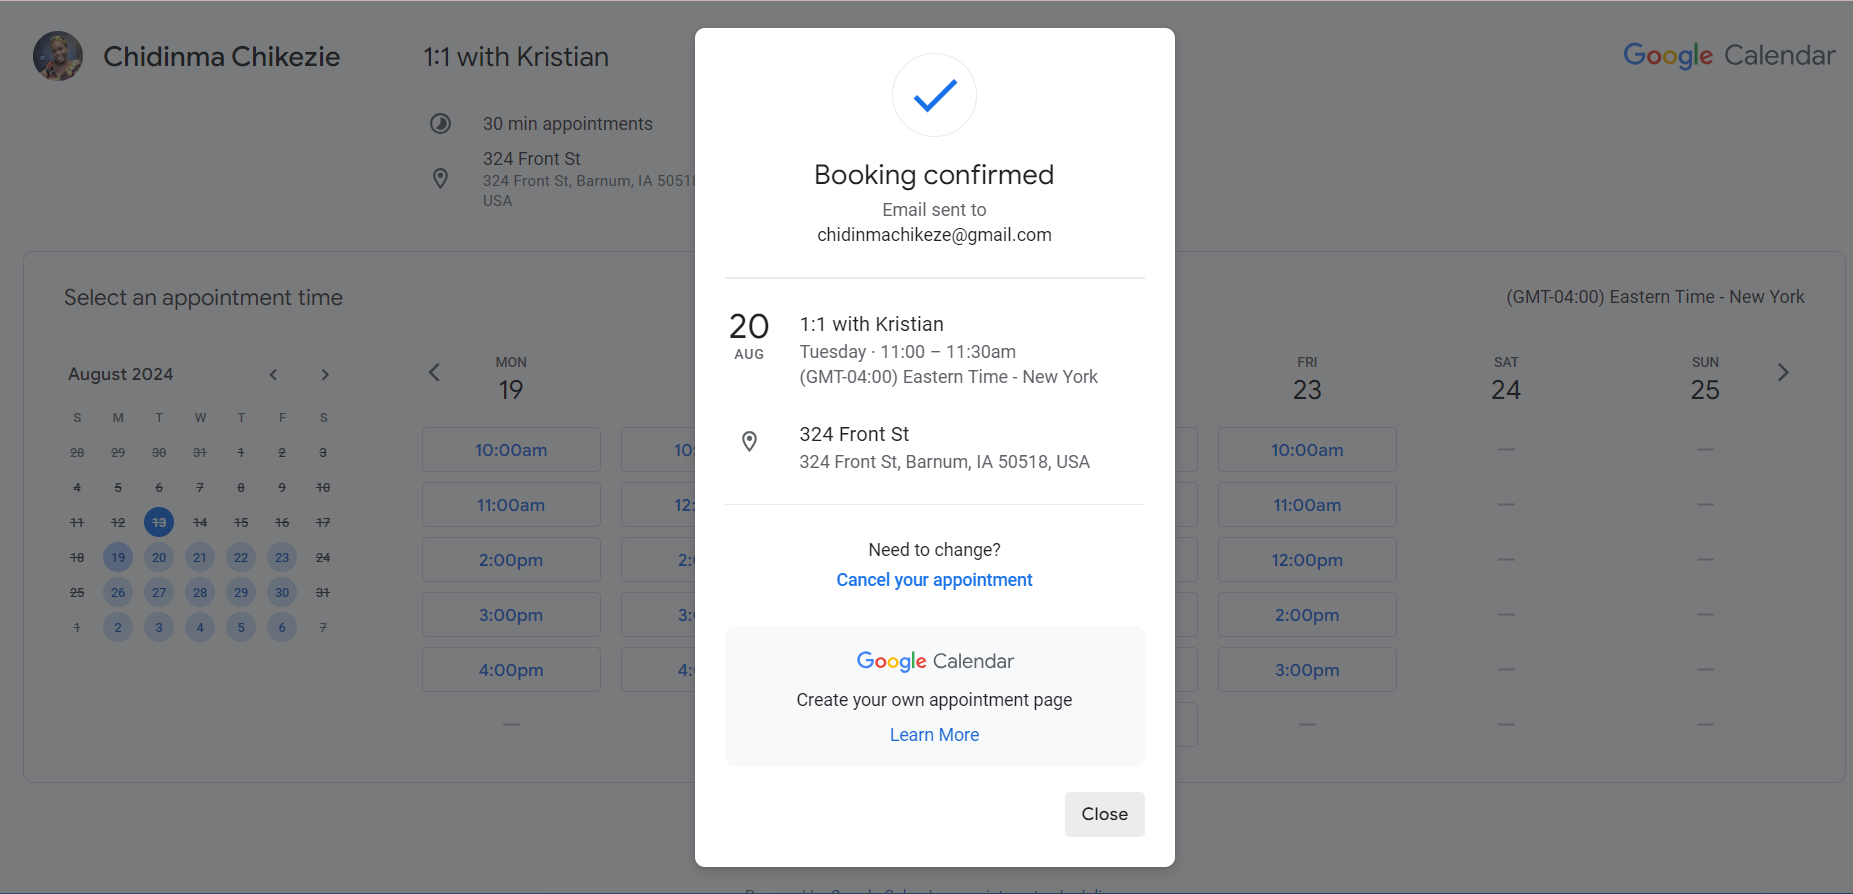 Chidinma Chikezie
1:1 with Kristian
Google Calendar
30 min appointments
324 Front St
324 Front St, Barnum, IA 5051
USA
Select an appointment time
(GMT-04:00) Eastern Time - New York
August 2024
S M T W T F S
28 29 30 31 1 2 3
4 5 6 7 8 9 10
11 12 13 14 15 16 17
18 19 20 21 22 23 24
25 26 27 28 29 30 31
1 2 3 4 5 6 7
MON
19
10:00am
11:00am
2:00pm
3:00pm
4:00pm
10:
12:
2:
3:
4:
Booking confirmed
Email sent to
chidinmachikeze@gmail.com
20
AUG
1:1 with Kristian
Tuesday · 11:00 – 11:30am
(GMT-04:00) Eastern Time - New York
324 Front St
324 Front St, Barnum, IA 50518, USA
Need to change?
Cancel your appointment
Google Calendar
Create your own appointment page
Learn More
Close
FRI
23
10:00am
11:00am
12:00pm
2:00pm
3:00pm
SAT
24
SUN
25